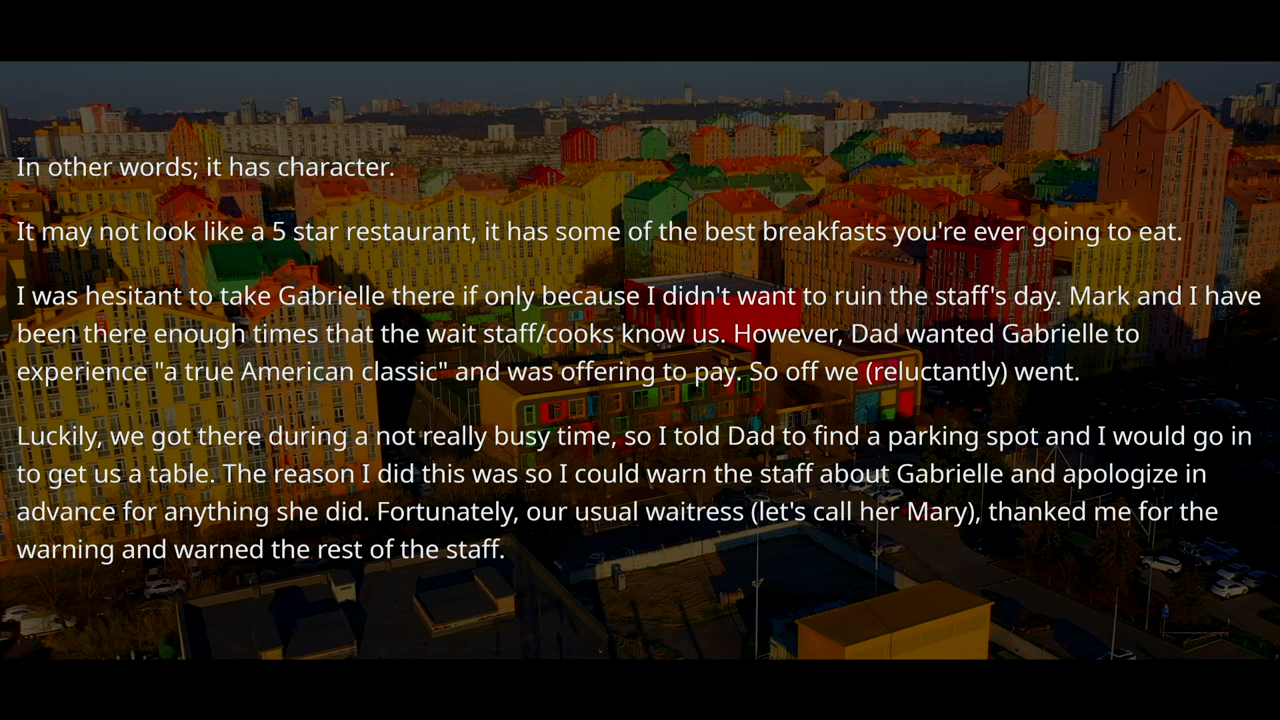 In other words; it has character.
It may not look like a 5 star restaurant, it has some of the best breakfasts you're ever going to eat.
I was hesitant to take Gabrielle there if only because I didn't want to ruin the staff's day. Mark and I have
been there enough times that the wait staff/cooks know us. However, Dad wanted Gabrielle to
experience "a true American classic" and was offering to pay. So off we (reluctantly) went.
Luckily, we got there during a not really busy time, so I told Dad to find a parking spot and I would go in
to get us a table. The reason I did this was so I could warn the staff about Gabrielle and apologize in
advance for anything she did. Fortunately, our usual waitress (let's call her Mary), thanked me for the
warning and warned the rest of the staff.